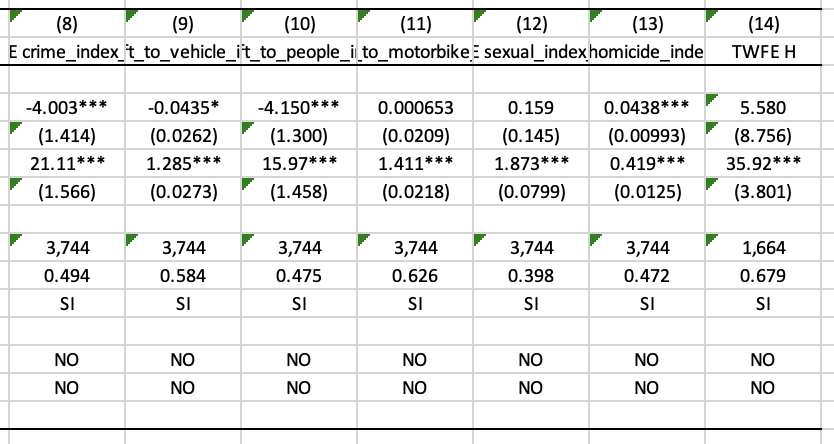 (8) (9) (10) (11) (12) (13) (14)
E crime_index_ ft_to_vehicle_i ft_to_people_i _to_motorbike_ E sexual_index_ homicide_inde TWFE H
-4.003*** -0.0435* -4.150*** 0.000653 0.159 0.0438*** 5.580
(1.414) (0.0262) (1.300) (0.0209) (0.145) (0.00993) (8.756)
21.11*** 1.285*** 15.97*** 1.411*** 1.873*** 0.419*** 35.92***
(1.566) (0.0273) (1.458) (0.0218) (0.0799) (0.0125) (3.801)
3,744 3,744 3,744 3,744 3,744 3,744 1,664
0.494 0.584 0.475 0.626 0.398 0.472 0.679
SI SI SI SI SI SI SI
NO NO NO NO NO NO NO
NO NO NO NO NO NO NO